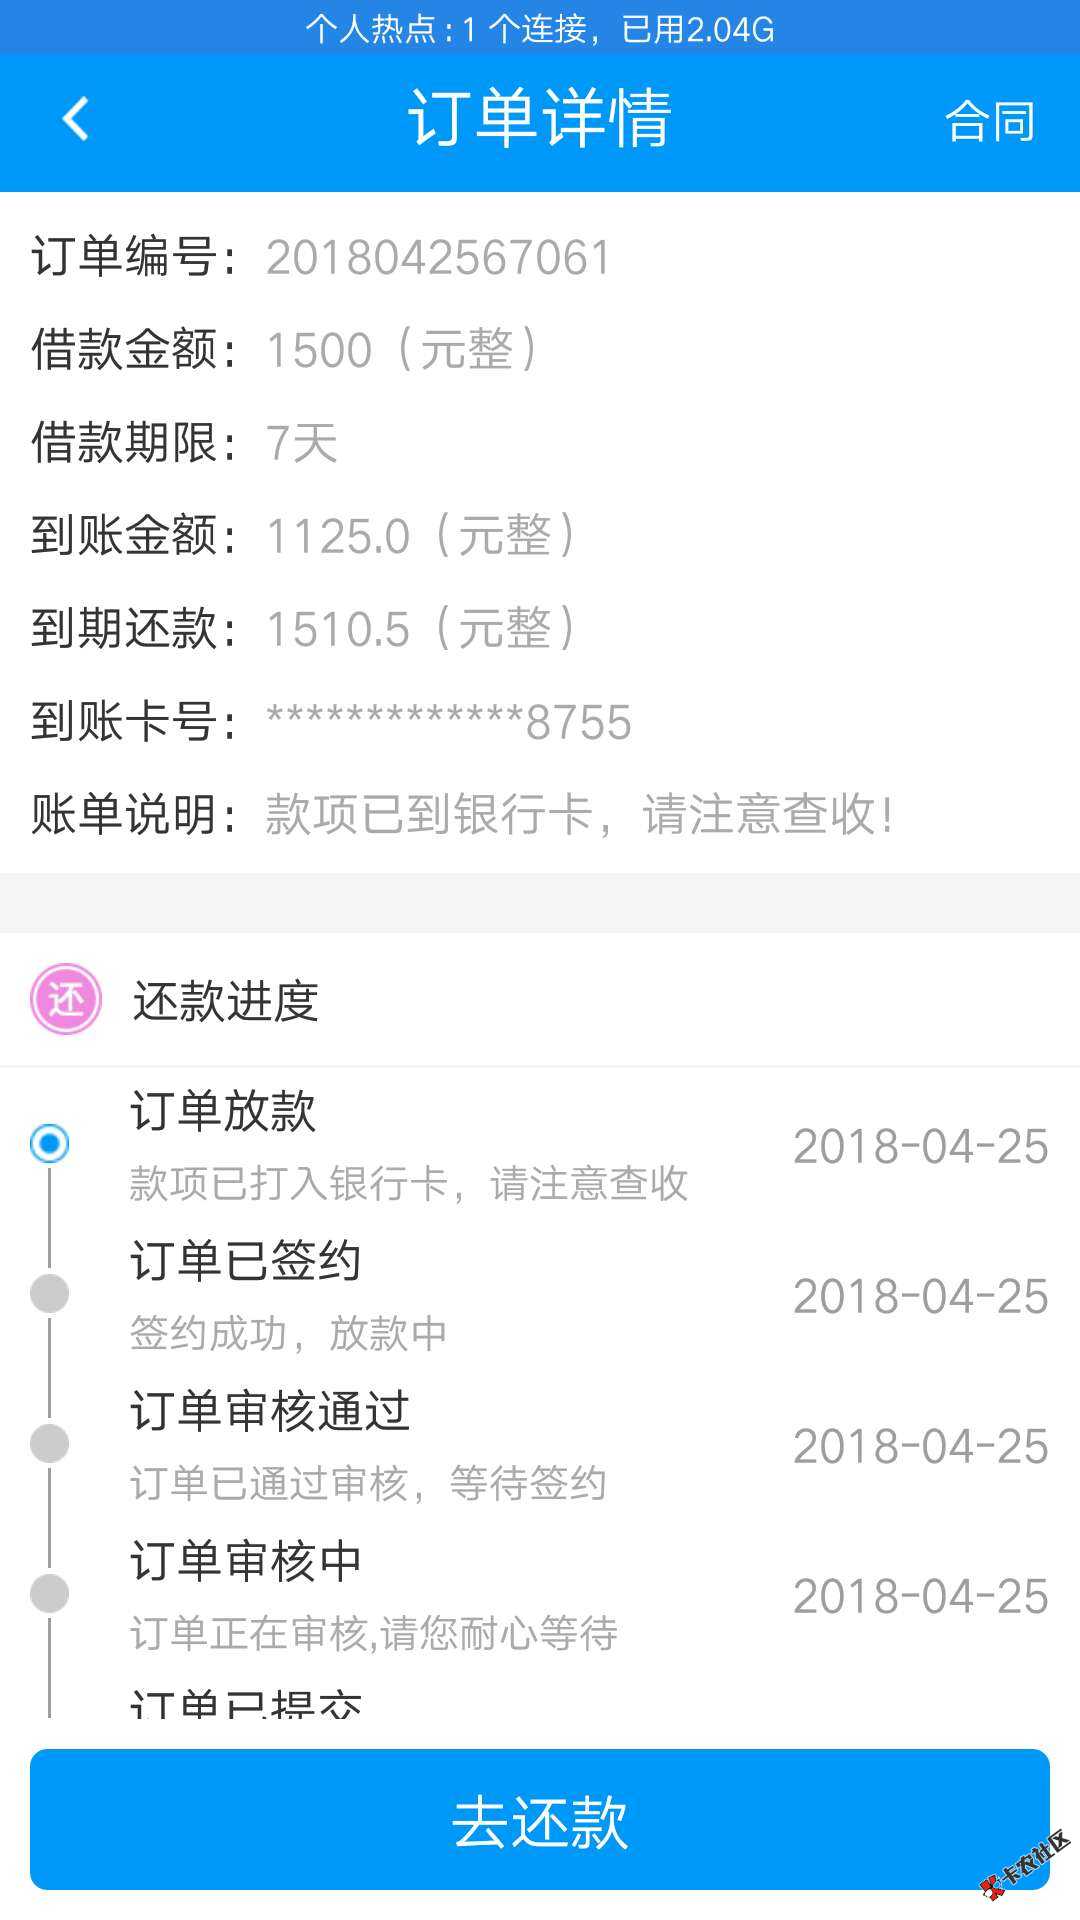 个人热点：1 个连接，已用2.04G
订单详情
合同
订单编号：2018042567061
借款金额：1500（元整）
借款期限：7天
到账金额：1125.0（元整）
到期还款：1510.5（元整）
到账卡号：*************8755
账单说明：款项已到银行卡，请注意查收！
还 还款进度
订单放款
款项已打入银行卡，请注意查收
2018-04-25
订单已签约
签约成功，放款中
2018-04-25
订单审核通过
订单已通过审核，等待签约
2018-04-25
订单审核中
订单正在审核,请您耐心等待
2018-04-25
订单已提交
去还款
卡农社区